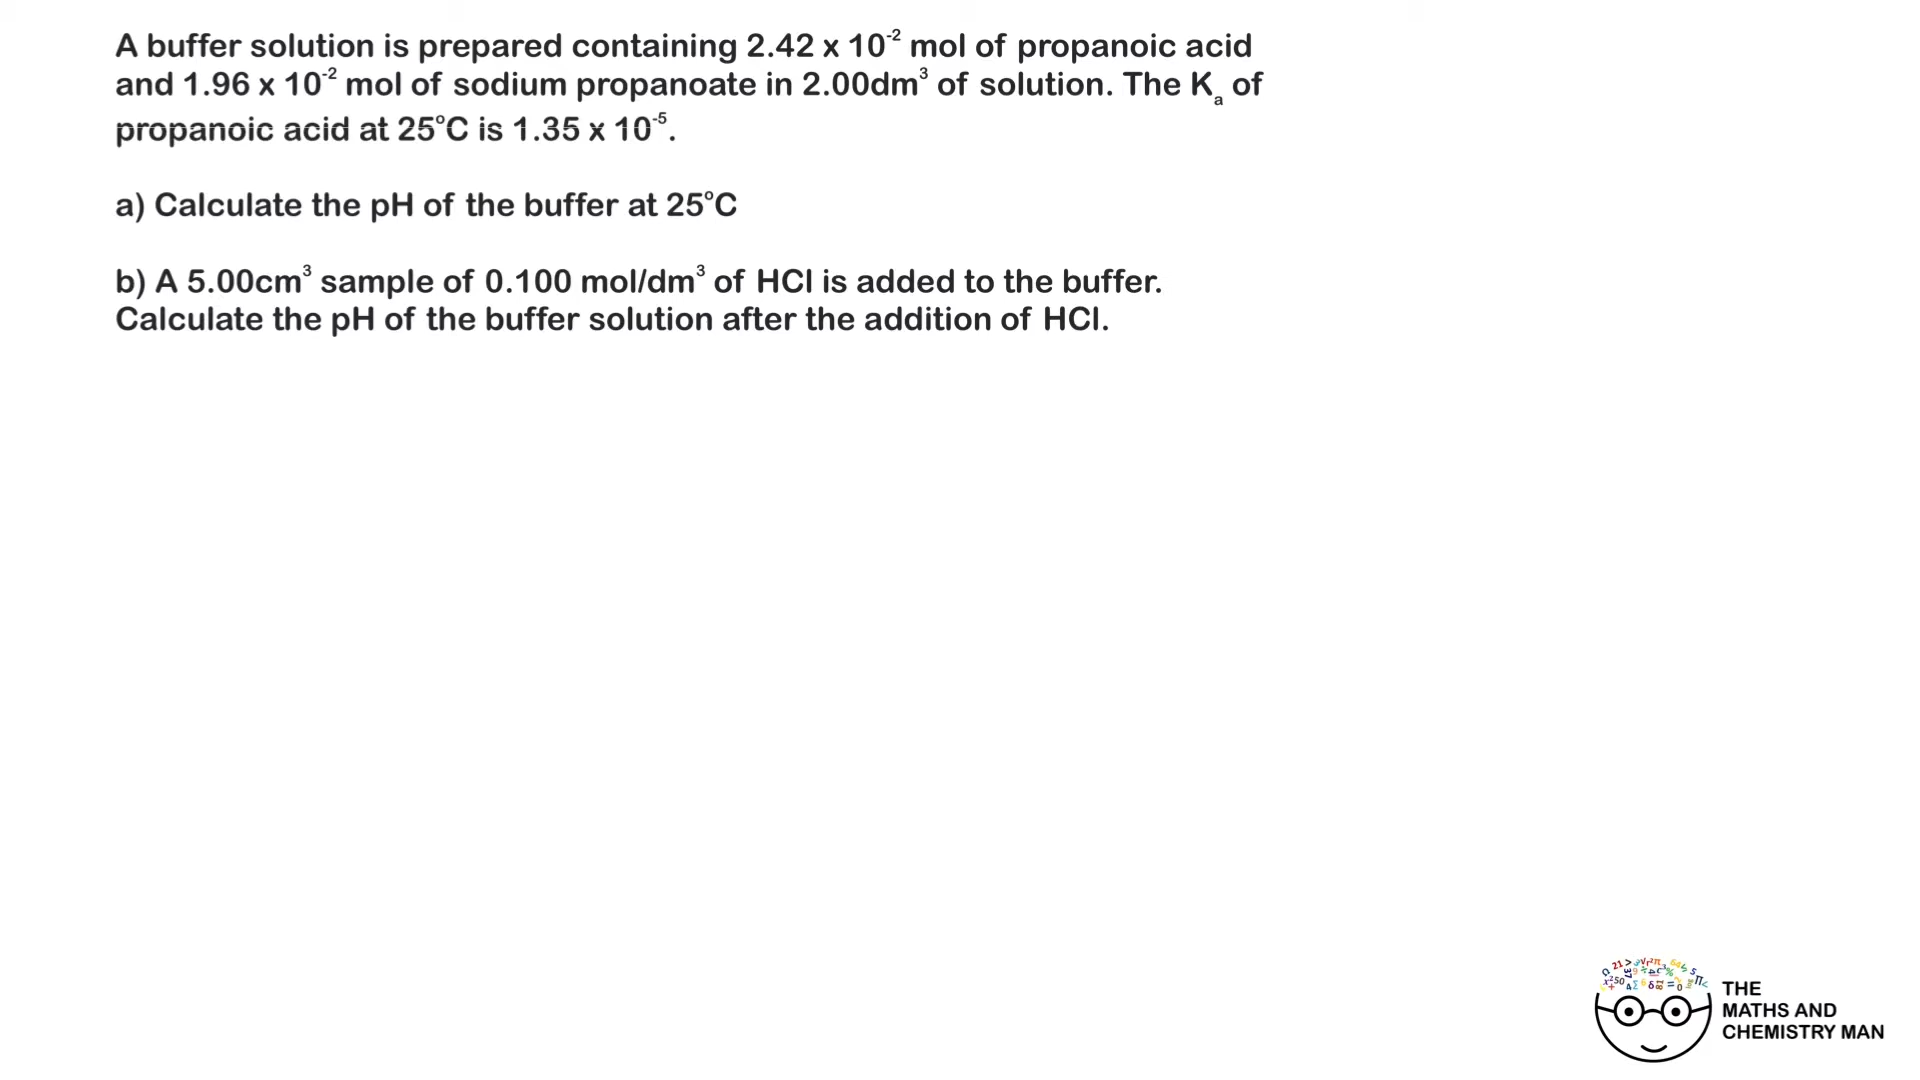 A buffer solution is prepared containing 2.42 x 10⁻² mol of propanoic acid
and 1.96 x 10⁻² mol of sodium propanoate in 2.00dm³ of solution. The Kₐ of
propanoic acid at 25°C is 1.35 x 10⁻⁵.
a) Calculate the pH of the buffer at 25°C
b) A 5.00cm³ sample of 0.100 mol/dm³ of HCl is added to the buffer.
Calculate the pH of the buffer solution after the addition of HCl.
THE
MATHS AND
CHEMISTRY MAN